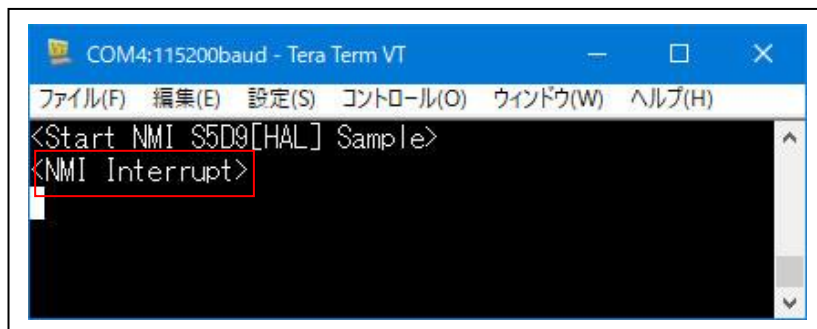 COM4:115200baud - Tera Term VT
ファイル(F) 編集(E) 設定(S) コントロール(O) ウィンドウ(W) ヘルプ(H)
<Start NMI S5D9[HAL] Sample>
<NMI Interrupt>